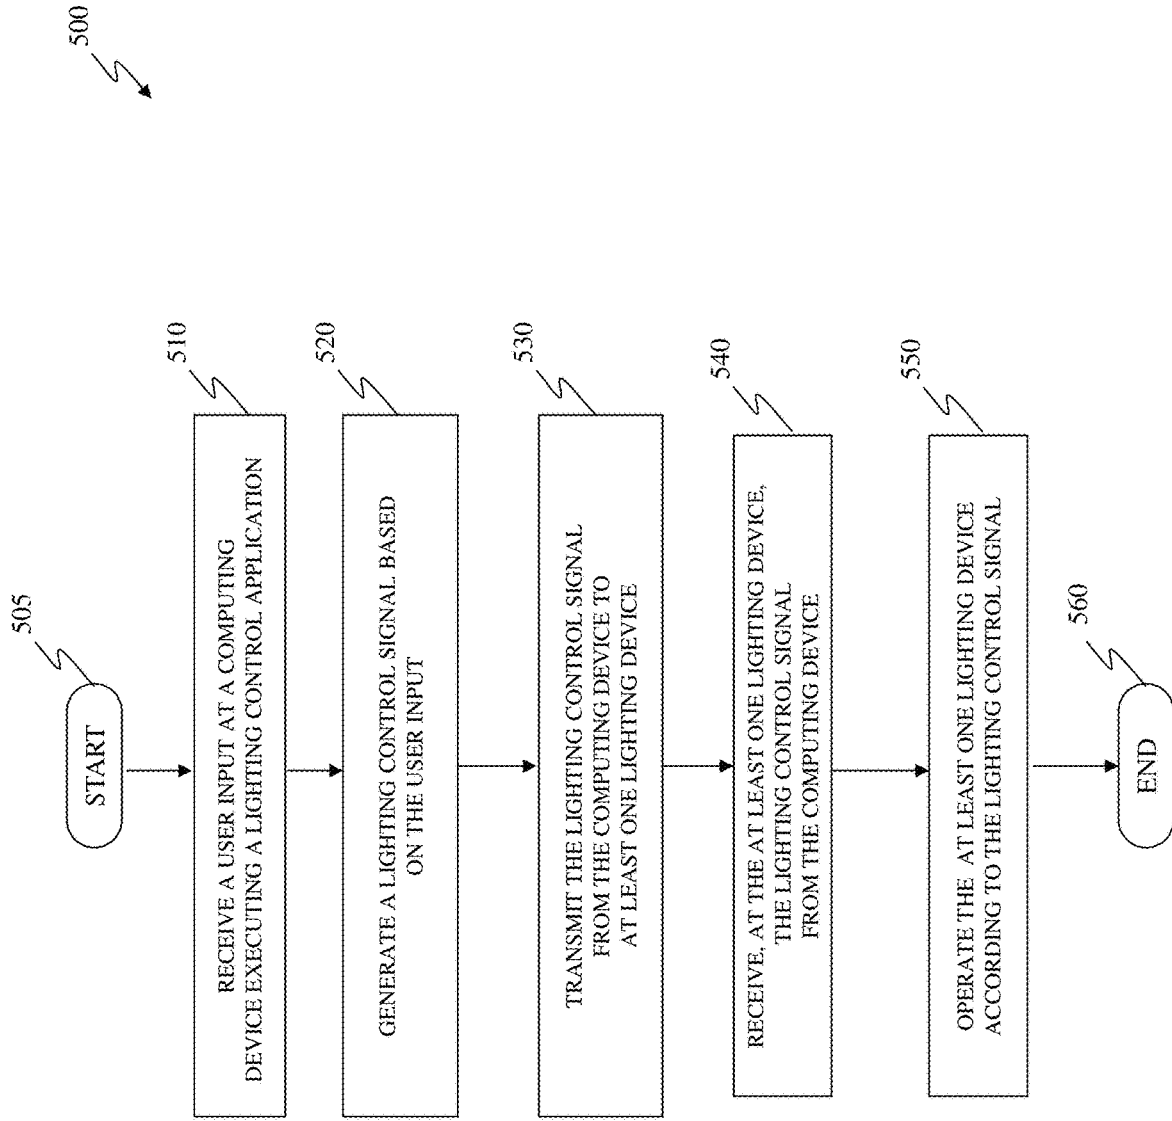 500
505
START
510
RECEIVE A USER INPUT AT A COMPUTING
DEVICE EXECUTING A LIGHTING CONTROL APPLICATION
520
GENERATE A LIGHTING CONTROL SIGNAL BASED
ON THE USER INPUT
530
TRANSMIT THE LIGHTING CONTROL SIGNAL
FROM THE COMPUTING DEVICE TO
AT LEAST ONE LIGHTING DEVICE
540
RECEIVE, AT THE AT LEAST ONE LIGHTING DEVICE,
THE LIGHTING CONTROL SIGNAL
FROM THE COMPUTING DEVICE
550
OPERATE THE AT LEAST ONE LIGHTING DEVICE
ACCORDING TO THE LIGHTING CONTROL SIGNAL
560
END